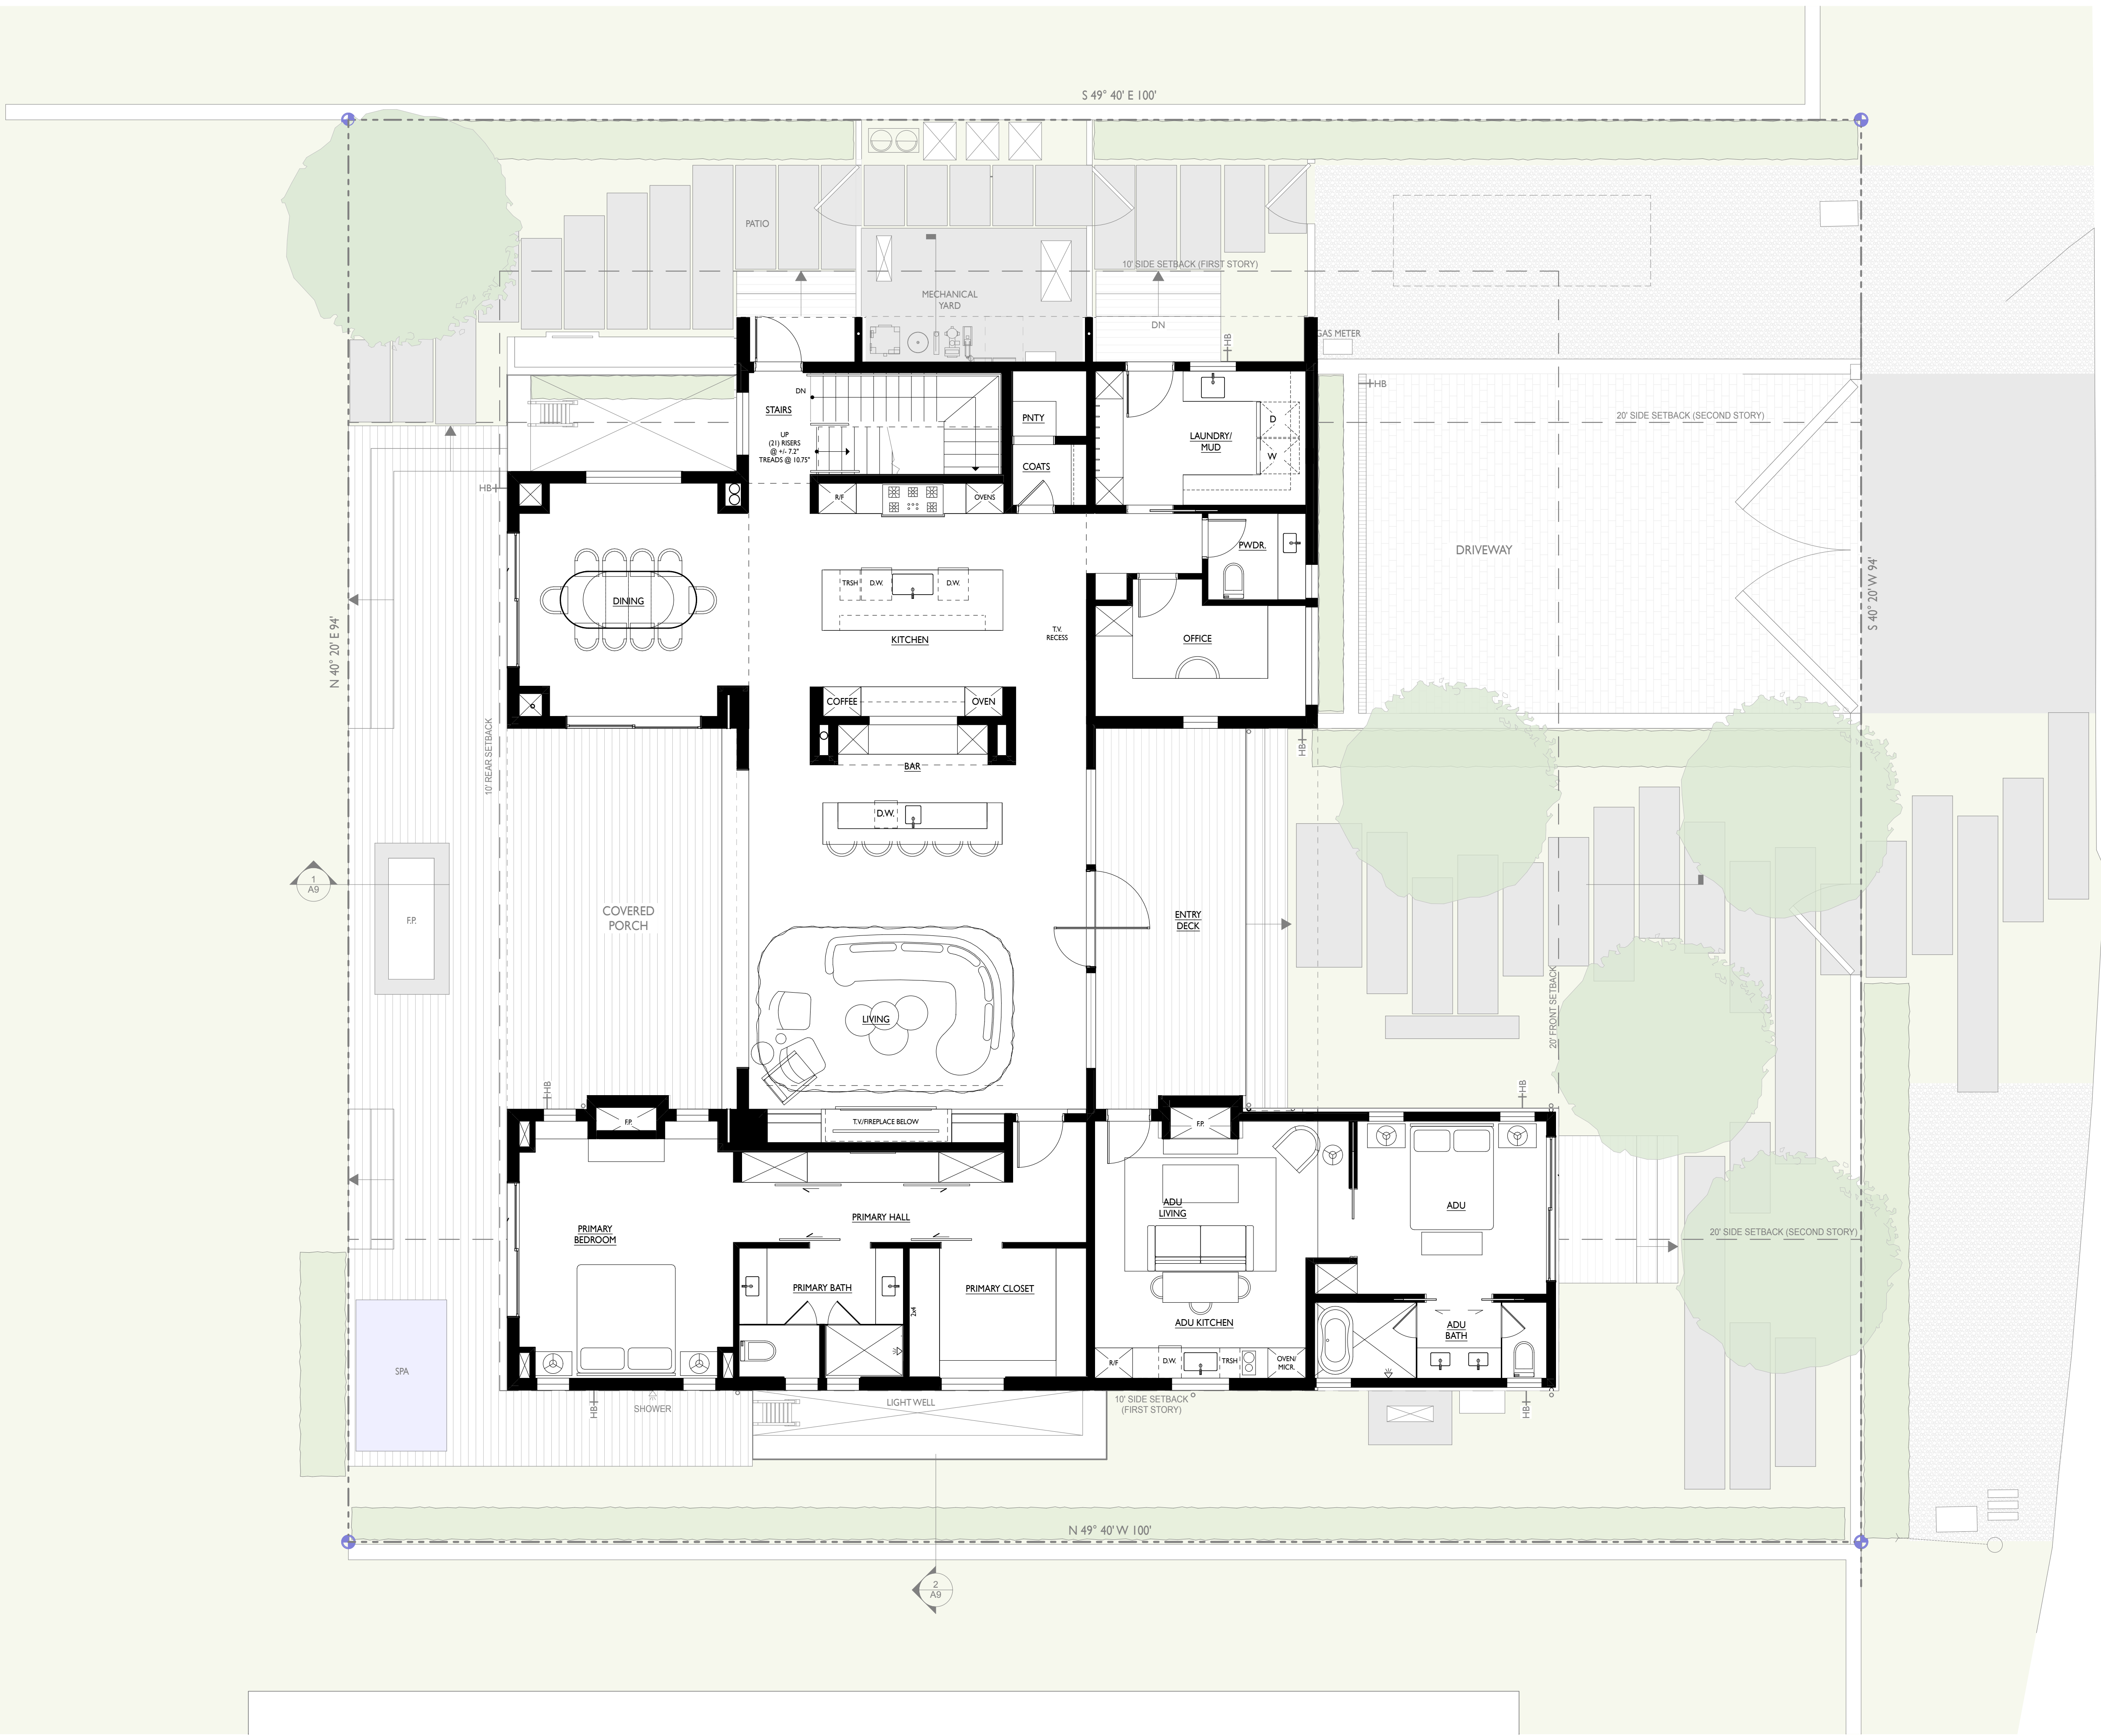 S 49° 40' E 100'
PATIO
MECHANICAL
YARD
10' SIDE SETBACK (FIRST STORY)
DN
GAS METER
HB
HB
20' SIDE SETBACK (SECOND STORY)
DN
STAIRS
UP
(21) RISERS
@ +/- 7.2"
TREADS @ 10.75"
PNTY
COATS
LAUNDRY/
MUD
D
W
HB
R/F
OVENS
PWDR.
DRIVEWAY
S 40° 20' W 94'
N 40° 20' E 94'
DINING
TRSH
D.W.
D.W.
KITCHEN
T.V.
RECESS
OFFICE
COFFEE
OVEN
BAR
10' REAR SETBACK
HB
D.W.
1
A9
F.P.
COVERED
PORCH
ENTRY
DECK
LIVING
20' FRONT SETBACK
HB
HB
F.P.
T.V/FIREPLACE BELOW
F.P.
PRIMARY
BEDROOM
PRIMARY HALL
ADU
LIVING
ADU
20' SIDE SETBACK (SECOND STORY)
PRIMARY BATH
PRIMARY CLOSET
2x4
ADU KITCHEN
ADU
BATH
R/F
D.W.
TRSH
OVEN/
MICR.
SPA
HB
SHOWER
LIGHT WELL
10' SIDE SETBACK
(FIRST STORY)
HB
N 49° 40' W 100'
2
A9